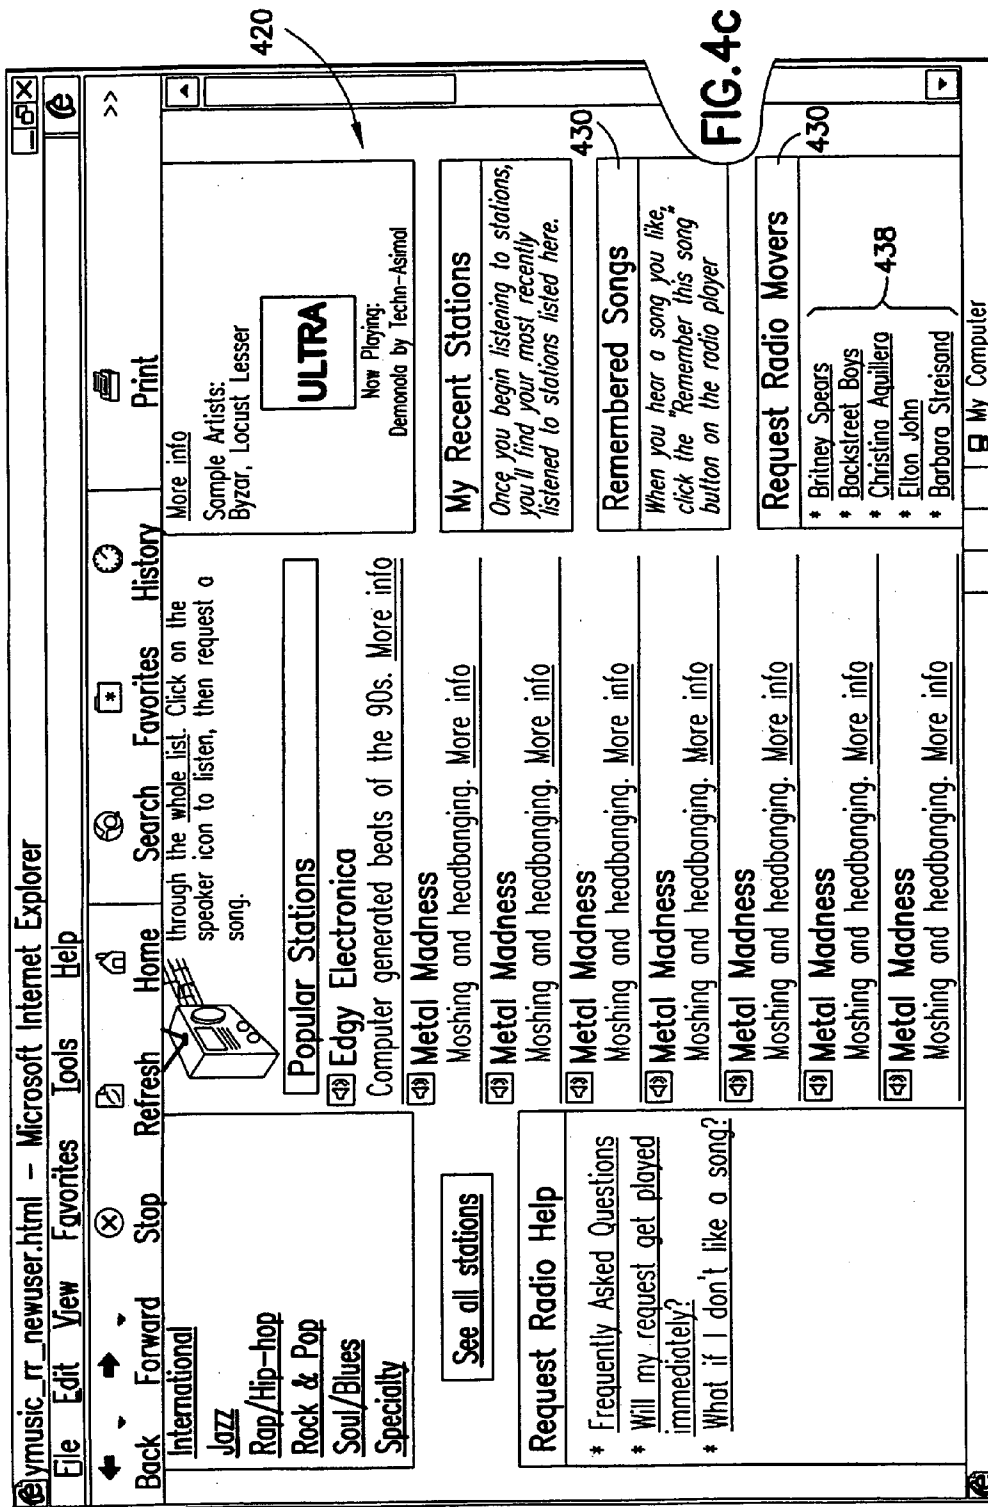 ymusic_rr_newuser.html – Microsoft Internet Explorer
File Edit View Favorites Tools Help
Back Forward Stop Refresh Home Search Favorites History Print >>
International
Jazz
Rap/Hip-hop
Rock & Pop
Soul/Blues
Specialty
See all stations
Request Radio Help
* Frequently Asked Questions
* Will my request get played
immediately?
* What if I don't like a song?
through the whole list. Click on the
speaker icon to listen, then request a
song.
Popular Stations
Edgy Electronica
Computer generated beats of the 90s. More info
Metal Madness
Moshing and headbanging. More info
Metal Madness
Moshing and headbanging. More info
Metal Madness
Moshing and headbanging. More info
Metal Madness
Moshing and headbanging. More info
Metal Madness
Moshing and headbanging. More info
Metal Madness
Moshing and headbanging. More info
Metal Madness
Moshing and headbanging. More info
More info
Sample Artists:
Byzar, Locust Lesser
ULTRA
Now Playing:
Demonola by Techn-Asimal
My Recent Stations
Once you begin listening to stations,
you'll find your most recently
listened to stations listed here.
Remembered Songs
When you hear a song you like,
click the "Remember this song"
button on the radio player
Request Radio Movers
* Britney Spears
* Backstreet Boys
* Christina Aquillera
* Elton John
* Barbara Streisand
My Computer
420
430
430
438
FIG.4c